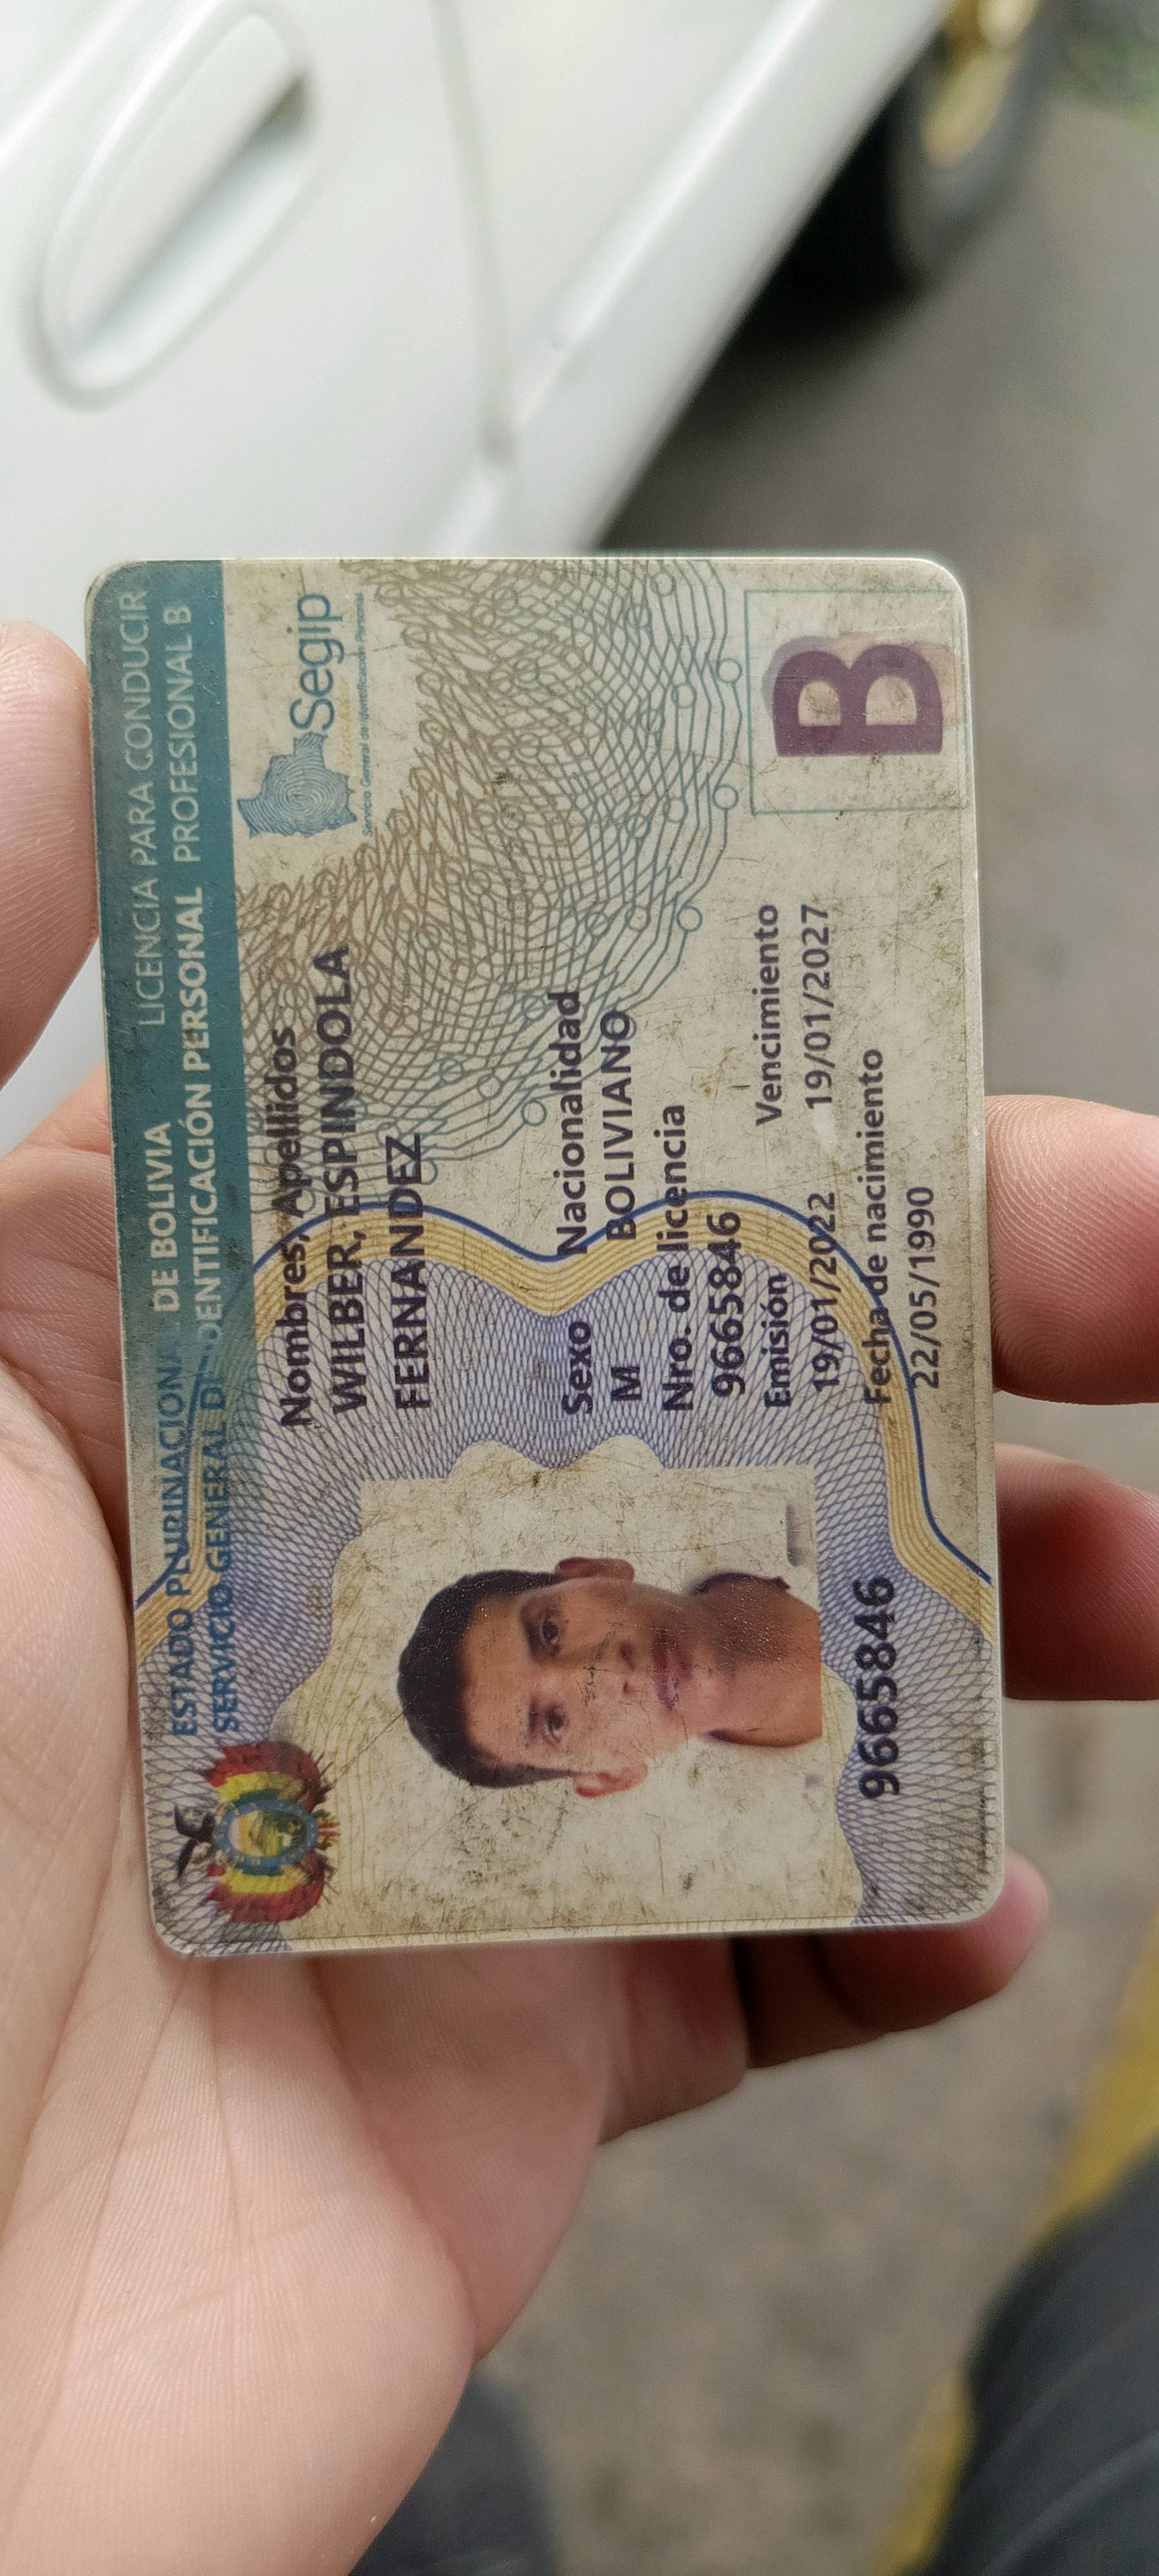 ESTADO PLURINACIONAL DE BOLIVIA LICENCIA PARA CONDUCIR
SERVICIO GENERAL DE IDENTIFICACIÓN PERSONAL PROFESIONAL B
Segip
Servicio General de Identificación Personal
Nombres, Apellidos
WILBER, ESPINDOLA
FERNANDEZ
Sexo Nacionalidad
M BOLIVIANO
Nro. de licencia
9665846
Emisión Vencimiento
19/01/2022 19/01/2027
Fecha de nacimiento
22/05/1990
9665846
B